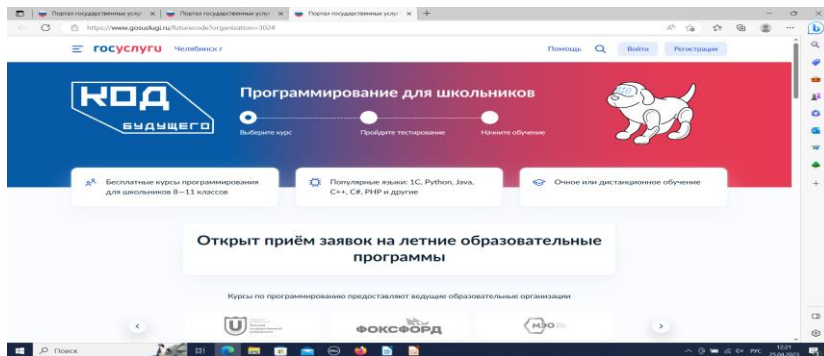 Портал государственных услуг
Портал государственных услуг
Портал государственных услуг
https://www.gosuslugi.ru/futurecode?organization=3024
госуслуги Челябинск г
Помощь
Войти
Регистрация
КОД
БУДУЩЕГО
Программирование для школьников
Выберите курс
Пройдите тестирование
Начните обучение
Бесплатные курсы программирования
для школьников 8–11 классов
Популярные языки: 1C, Python, Java,
C++, C#, PHP и другие
Очное или дистанционное обучение
Открыт приём заявок на летние образовательные
программы
Курсы по программированию предоставляют ведущие образовательные организации
ФОКСФОРД
МЭО
Поиск
РУС
12:21
25.04.2023